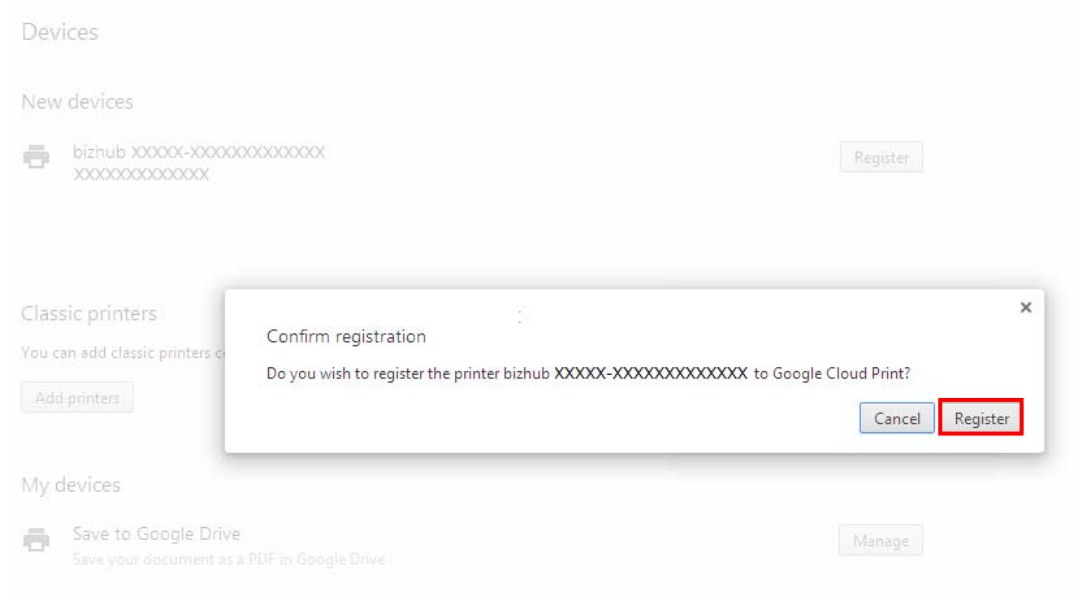 Devices
New devices
bizhub XXXXX-XXXXXXXXXXXXX
Register
XXXXXXXXXXXXX
Classic printers
You can add classic printers
Add printers
Confirm registration
Do you wish to register the printer bizhub XXXXX-XXXXXXXXXXXXX to Google Cloud Print?
Cancel
Register
My devices
Save to Google Drive
Save your document as a PDF in Google Drive
Manage